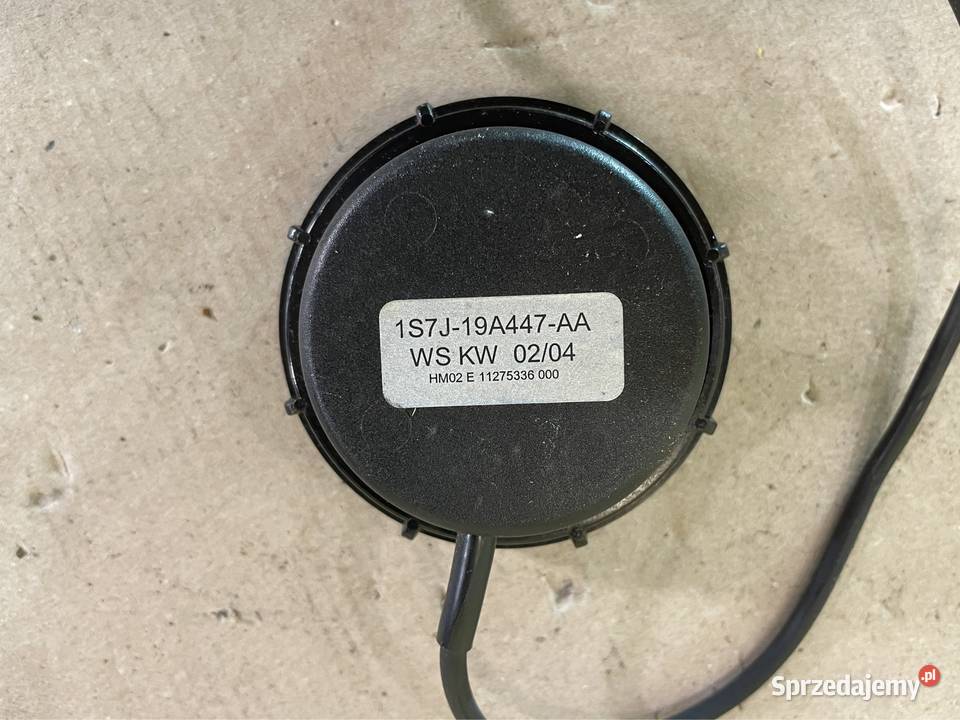 1S7J-19A447-AA
WS KW 02/04
HM02 E 11275336 000
Sprzedajemy.pl